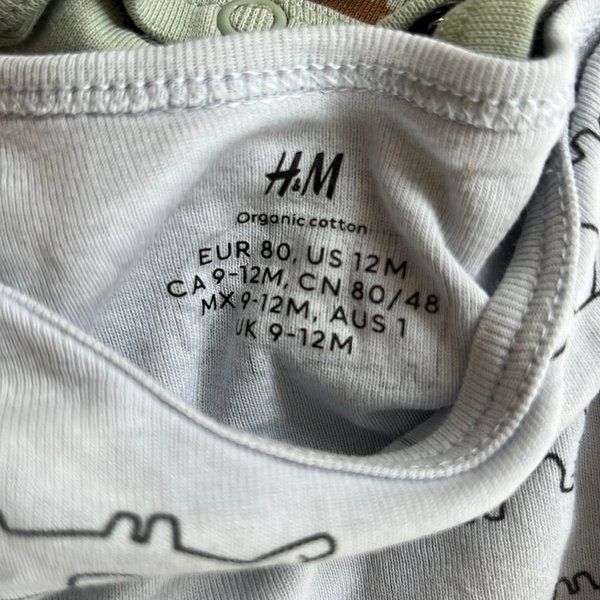 H&M
Organic cotton
EUR 80, US 12M
CA 9-12M, CN 80/48
MX 9-12M, AUS 1
UK 9-12M